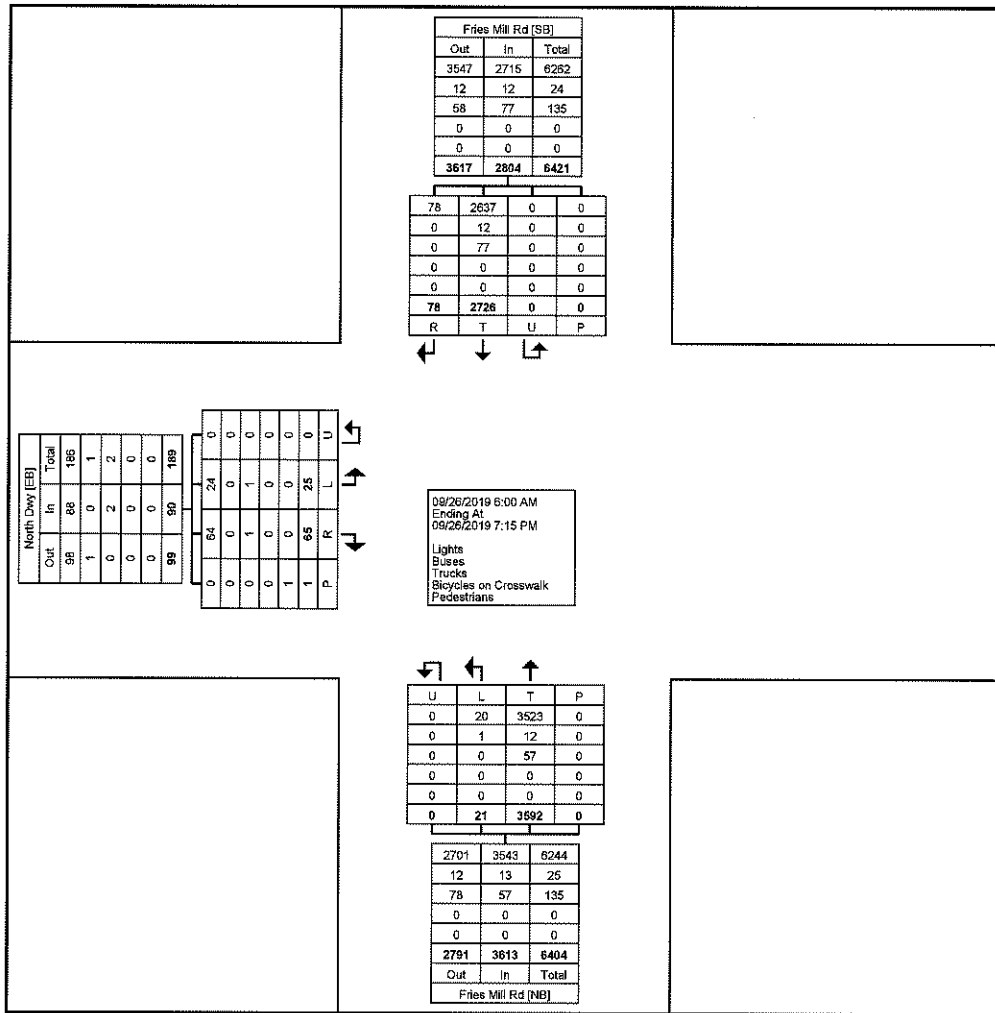 Fries Mill Rd [SB]
Out In Total
3547 2715 6262
12 12 24
58 77 135
0 0 0
0 0 0
3617 2804 6421
78 2637 0 0
0 12 0 0
0 77 0 0
0 0 0 0
0 0 0 0
78 2726 0 0
R T U P
North Dwy [EB]
Out In Total
98 88 186
1 0 1
0 2 2
0 0 0
0 0 0
99 90 189
0 64 24 0
0 0 0 0
0 1 1 0
0 0 0 0
1 0 0 0
1 65 25 0
P R L U
09/26/2019 6:00 AM
Ending At
09/26/2019 7:15 PM
Lights
Buses
Trucks
Bicycles on Crosswalk
Pedestrians
U L T P
0 20 3523 0
0 1 12 0
0 0 57 0
0 0 0 0
0 0 0 0
0 21 3592 0
2701 3543 6244
12 13 25
78 57 135
0 0 0
0 0 0
2791 3613 6404
Out In Total
Fries Mill Rd [NB]